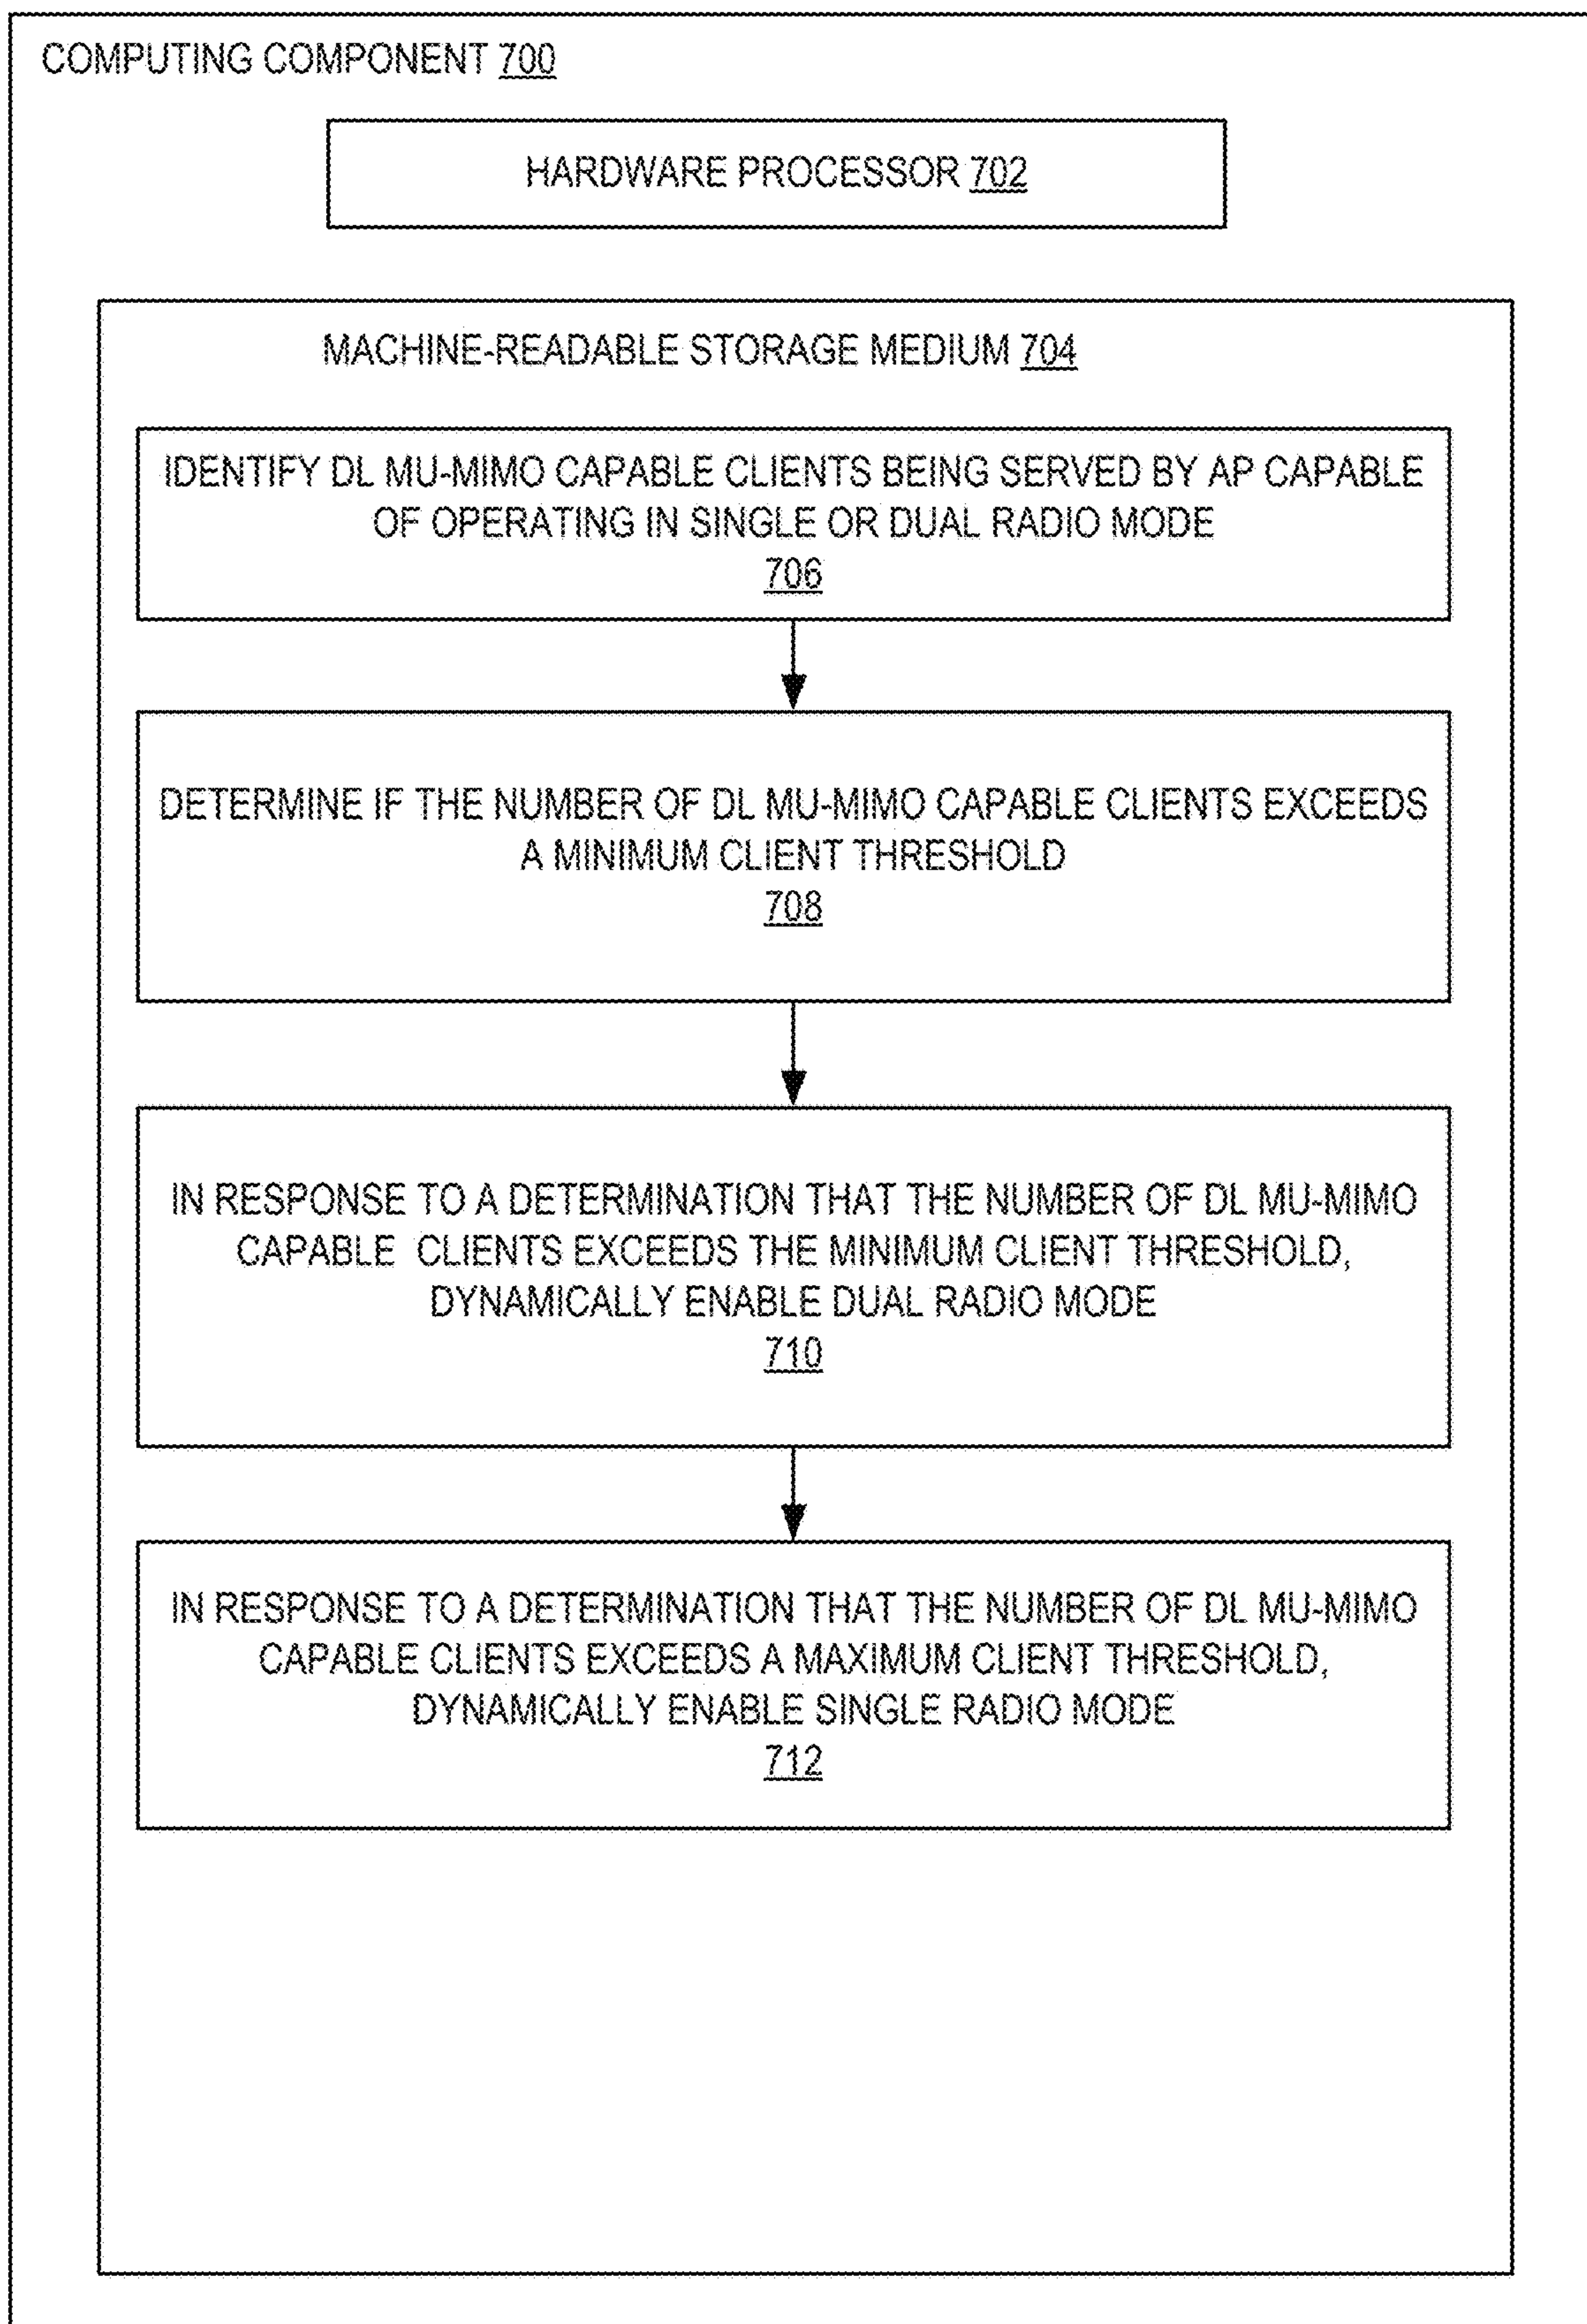 COMPUTING COMPONENT 700
HARDWARE PROCESSOR 702
MACHINE-READABLE STORAGE MEDIUM 704
IDENTIFY DL MU-MIMO CAPABLE CLIENTS BEING SERVED BY AP CAPABLE
OF OPERATING IN SINGLE OR DUAL RADIO MODE
706
DETERMINE IF THE NUMBER OF DL MU-MIMO CAPABLE CLIENTS EXCEEDS
A MINIMUM CLIENT THRESHOLD
708
IN RESPONSE TO A DETERMINATION THAT THE NUMBER OF DL MU-MIMO
CAPABLE CLIENTS EXCEEDS THE MINIMUM CLIENT THRESHOLD,
DYNAMICALLY ENABLE DUAL RADIO MODE
710
IN RESPONSE TO A DETERMINATION THAT THE NUMBER OF DL MU-MIMO
CAPABLE CLIENTS EXCEEDS A MAXIMUM CLIENT THRESHOLD,
DYNAMICALLY ENABLE SINGLE RADIO MODE
712